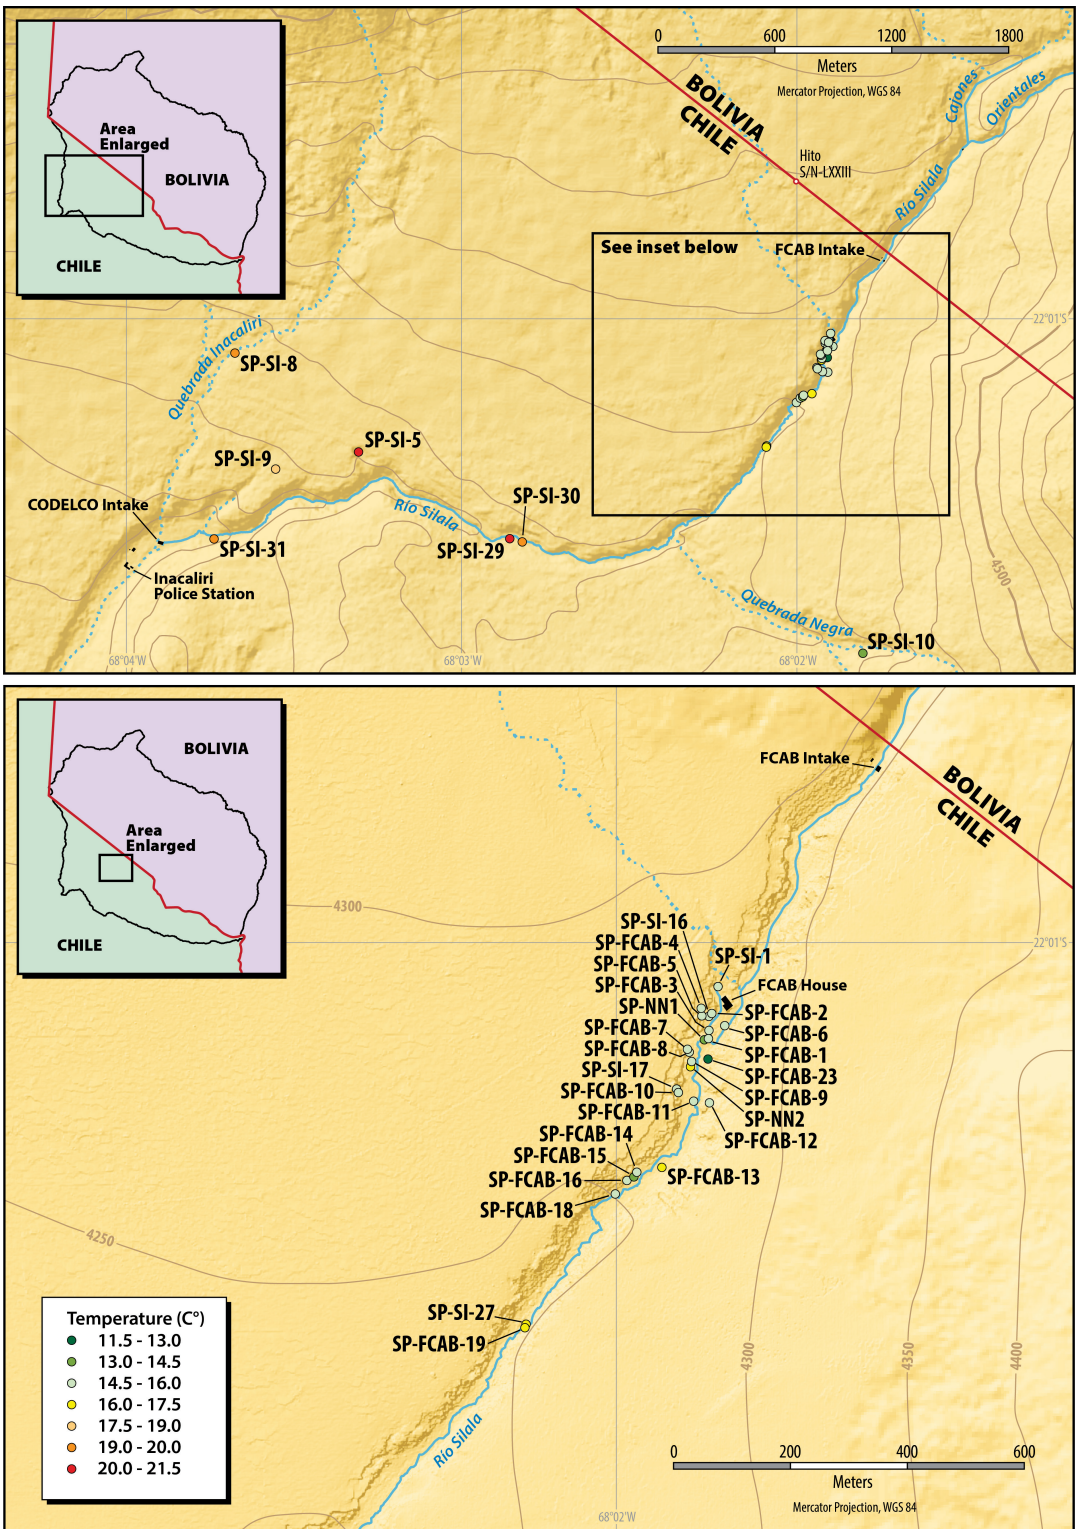 0 600 1200 1800
Meters
Mercator Projection, WGS 84
BOLIVIA
CHILE
Cajones
Orientales
Area
Enlarged
BOLIVIA
CHILE
Hito
S/N-LXXIII
Río Silala
See inset below
FCAB Intake
22°01'S
Quebrada Inacaliri
SP-SI-8
SP-SI-5
SP-SI-9
CODELCO Intake
Río Silala
SP-SI-30
SP-SI-31
SP-SI-29
Inacaliri
Police Station
4500
Quebrada Negra
SP-SI-10
68°04'W
68°03'W
68°02'W
BOLIVIA
Area
Enlarged
CHILE
FCAB Intake
BOLIVIA
CHILE
4300
SP-SI-16
SP-FCAB-4
22°01'S
SP-SI-1
SP-FCAB-5
SP-FCAB-3
FCAB House
SP-NN1
SP-FCAB-2
SP-FCAB-7
SP-FCAB-6
SP-FCAB-8
SP-FCAB-1
SP-SI-17
SP-FCAB-23
SP-FCAB-10
SP-FCAB-9
SP-FCAB-11
SP-NN2
SP-FCAB-14
SP-FCAB-12
SP-FCAB-15
SP-FCAB-16
SP-FCAB-13
SP-FCAB-18
4250
SP-SI-27
SP-FCAB-19
4300
4350
4400
Temperature (C°)
11.5 - 13.0
13.0 - 14.5
14.5 - 16.0
16.0 - 17.5
17.5 - 19.0
19.0 - 20.0
20.0 - 21.5
Río Silala
0 200 400 600
Meters
Mercator Projection, WGS 84
68°02'W